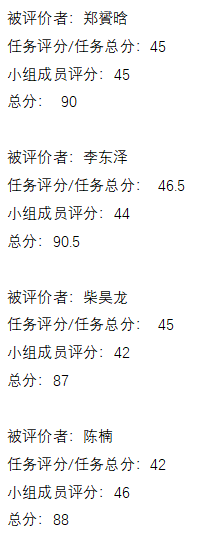 被评价者：郑赟晗
任务评分/任务总分：45
小组成员评分：45
总分： 90
被评价者：李东泽
任务评分/任务总分： 46.5
小组成员评分：44
总分：90.5
被评价者：柴昊龙
任务评分/任务总分： 45
小组成员评分：42
总分：87
被评价者：陈楠
任务评分/任务总分：42
小组成员评分：46
总分：88